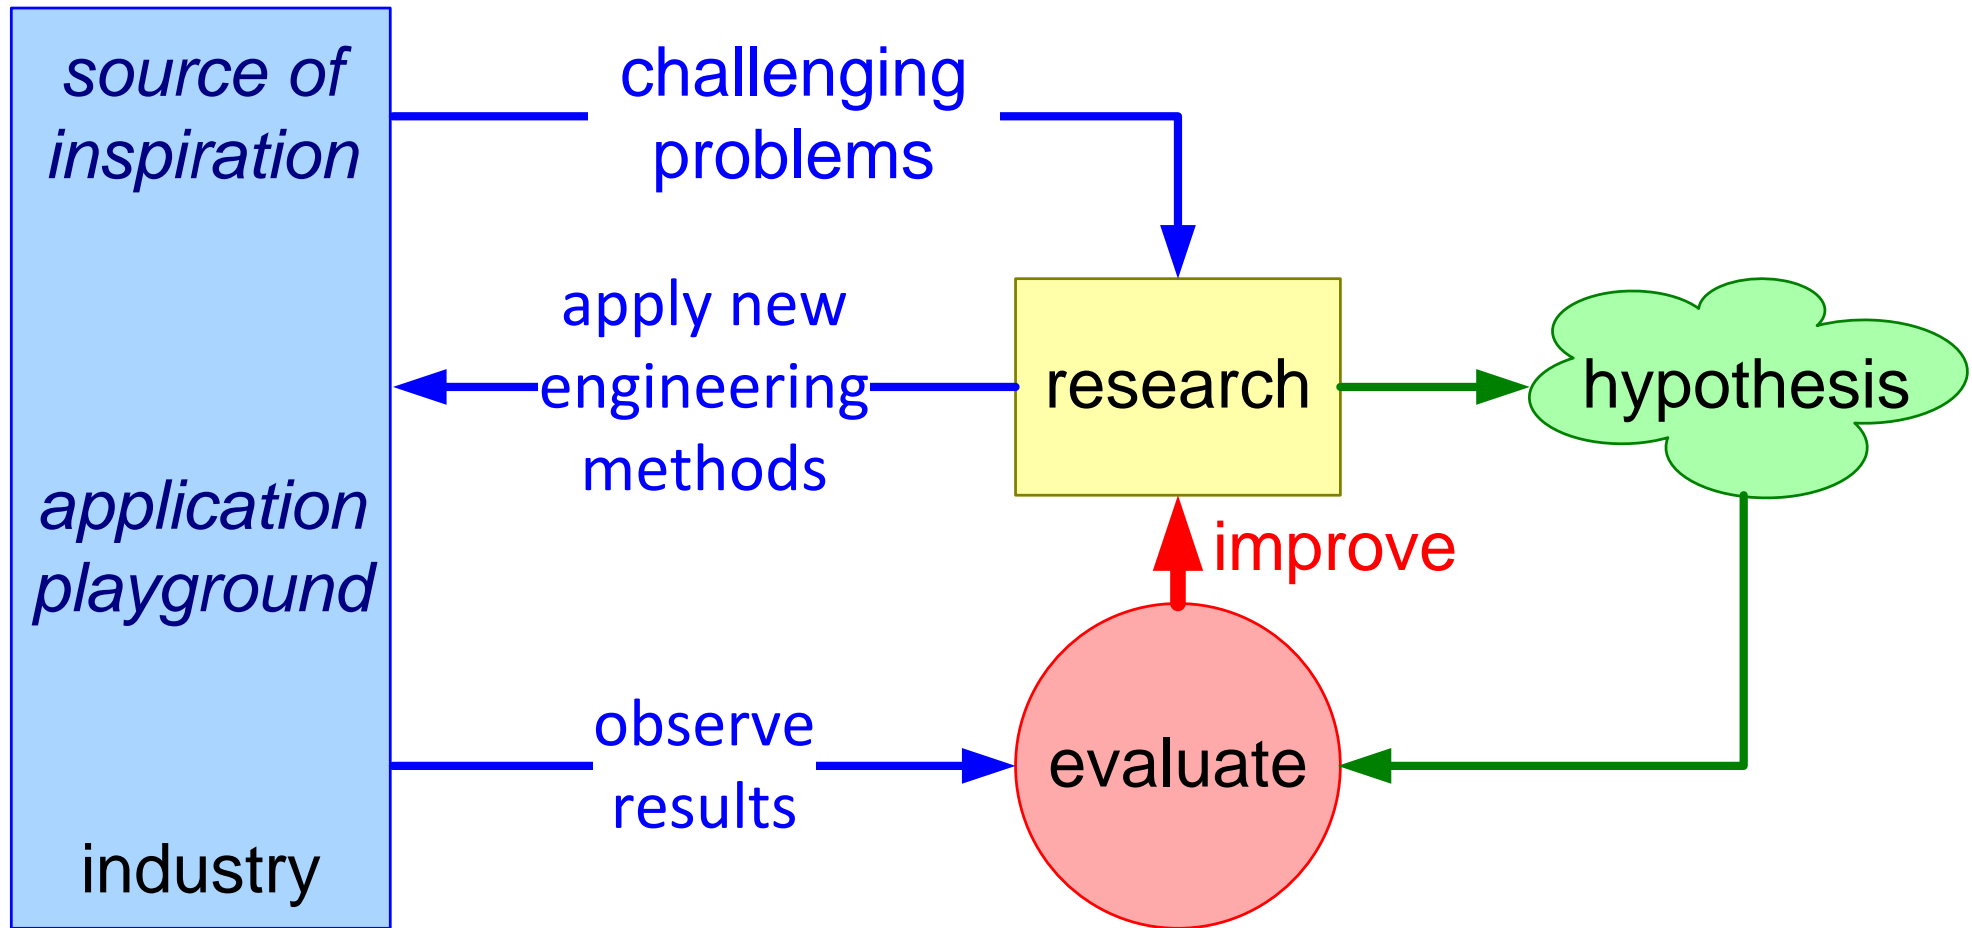 source of
inspiration
application
playground
industry
challenging
problems
apply new
engineering
methods
observe
results
research
hypothesis
improve
evaluate